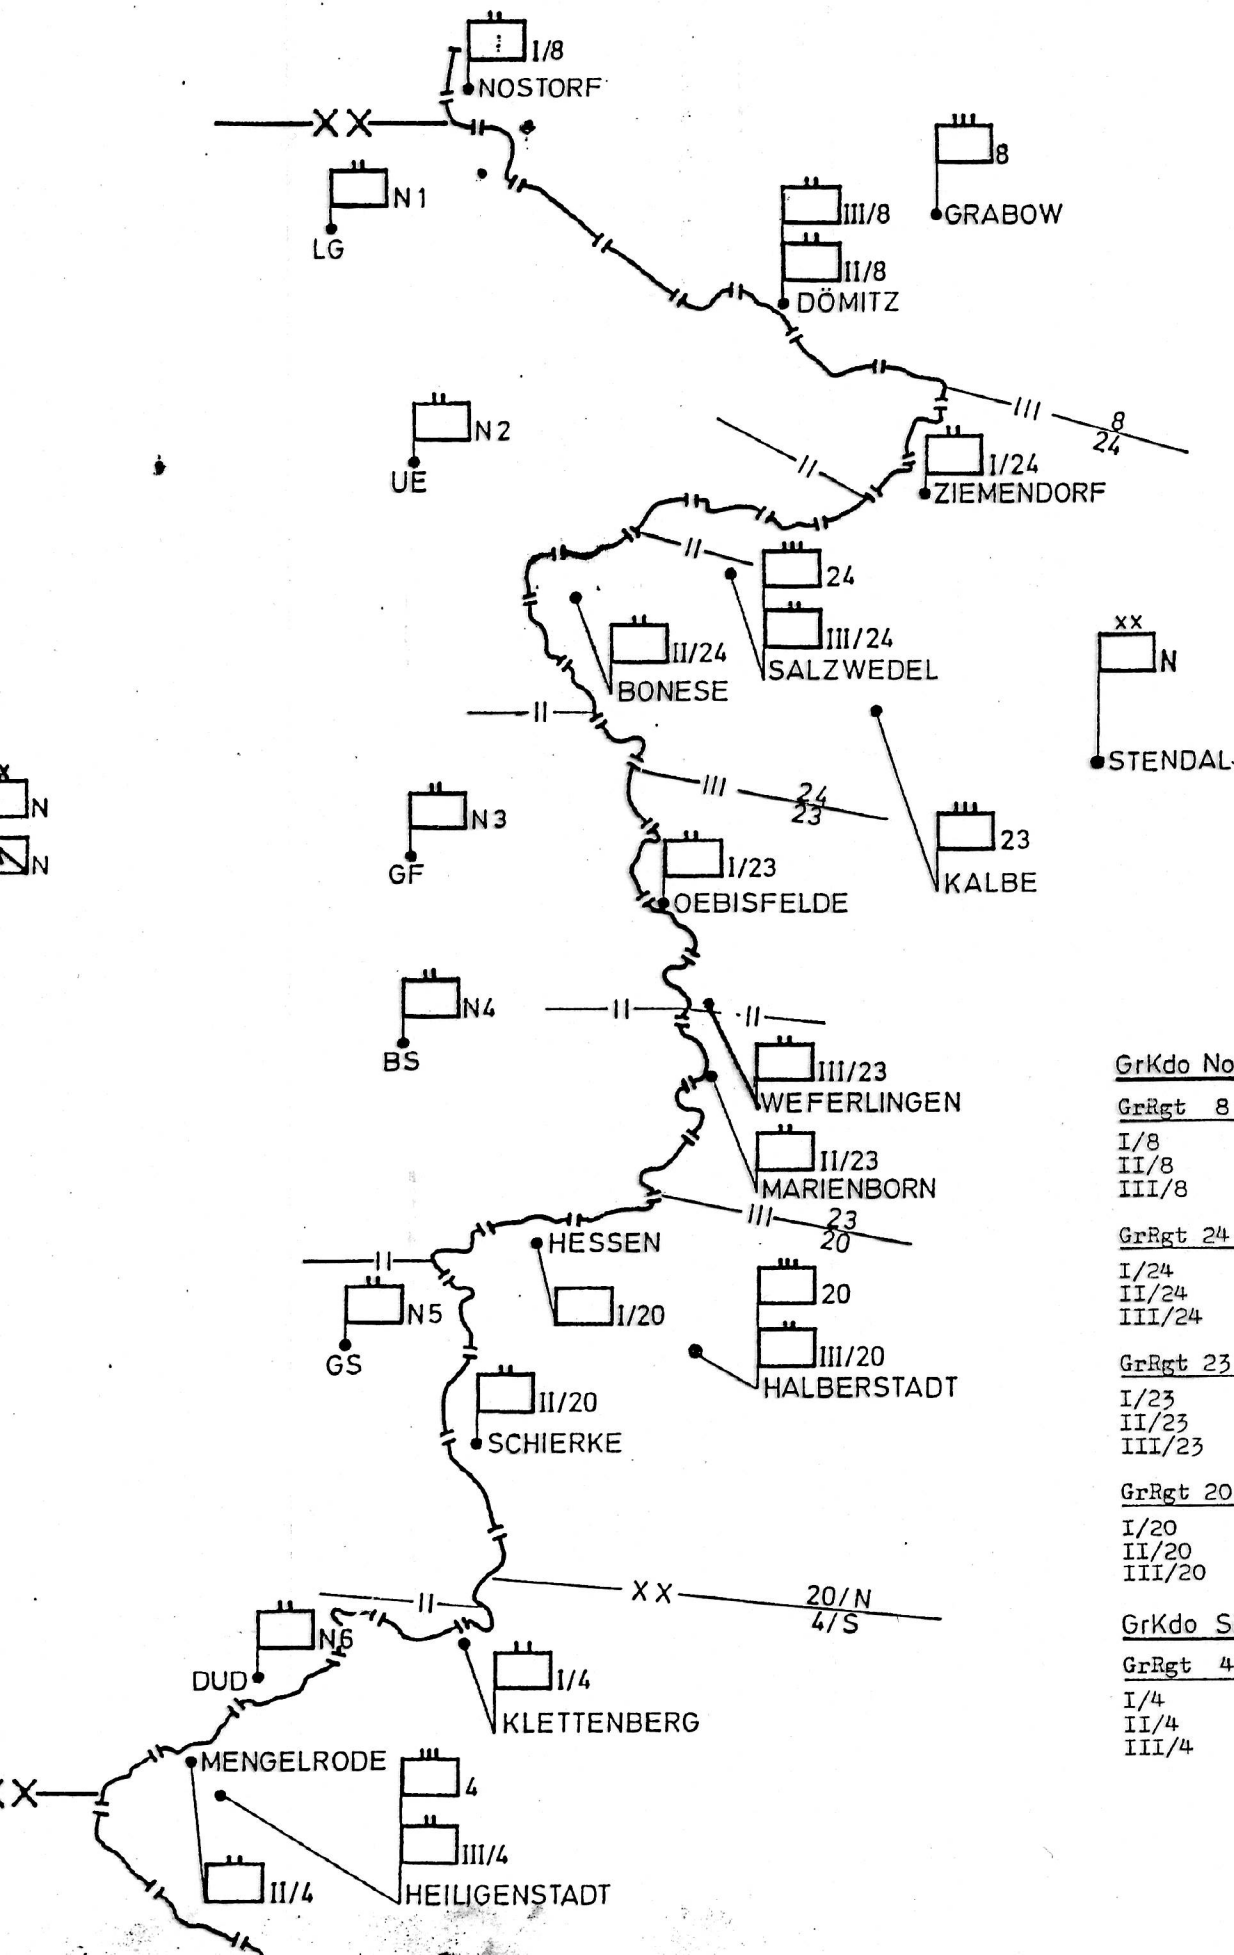 I/8
NOSTORF
XX
8
GRABOW
N1
LG
III/8
II/8
DÖMITZ
III
8
24
N2
UE
II
I/24
ZIEMENDORF
II
24
III/24
SALZWEDEL
II/24
BONESE
XX
N
STENDAL-
II
III
24
23
X
N
N
N3
GF
23
KALBE
I/23
OEBISFELDE
N4
BS
II
II
III/23
WEFERLINGEN
II/23
MARIENBORN
III
23
20
HESSEN
I/20
II
N5
GS
20
III/20
HALBERSTADT
II/20
SCHIERKE
XX
20/N
4/S
II
N6
DUD
I/4
KLETTENBERG
MENGELRODE
XX
4
III/4
HEILIGENSTADT
II/4
GrKdo No
GrRgt 8
I/8
II/8
III/8
GrRgt 24
I/24
II/24
III/24
GrRgt 23
I/23
II/23
III/23
GrRgt 20
I/20
II/20
III/20
GrKdo S
GrRgt 4
I/4
II/4
III/4